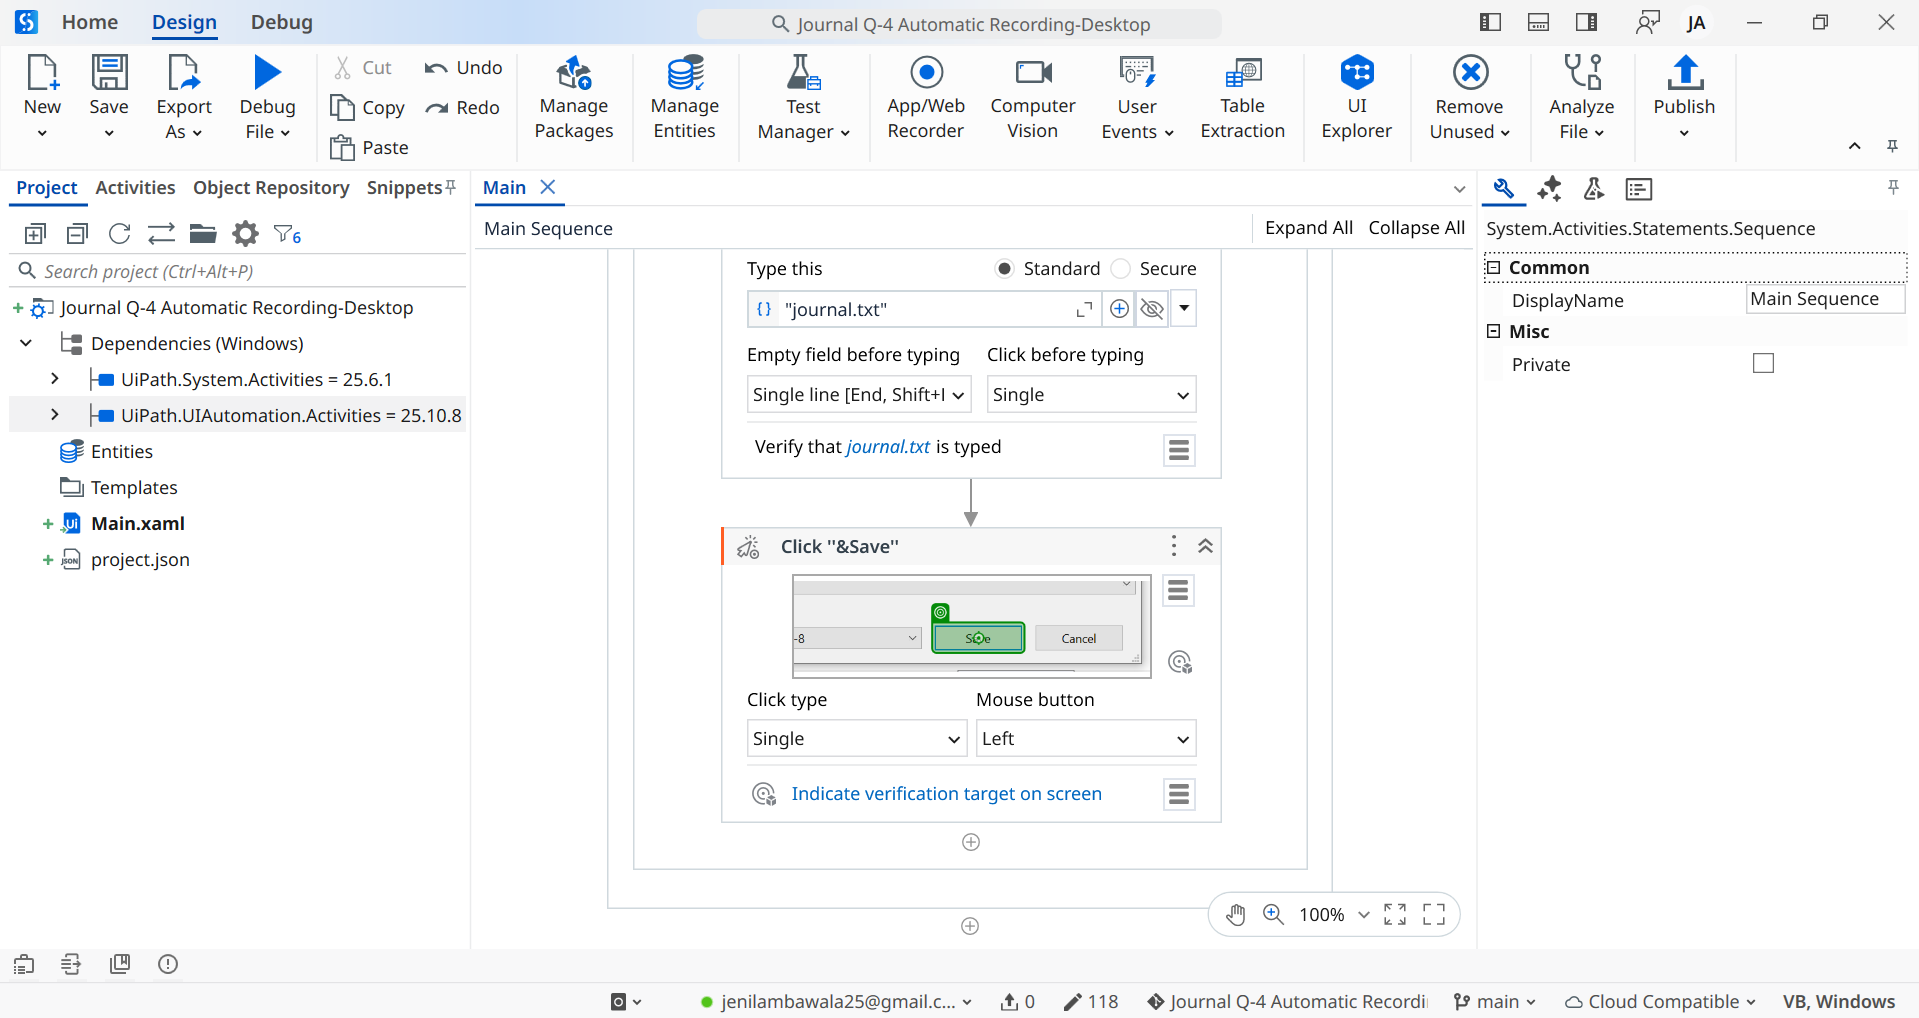 Home Design Debug
Journal Q-4 Automatic Recording-Desktop
JA
New
Save
Export As
Debug File
Cut
Copy
Paste
Undo
Redo
Manage Packages
Manage Entities
Test Manager
App/Web Recorder
Computer Vision
User Events
Table Extraction
UI Explorer
Remove Unused
Analyze File
Publish
Project Activities Object Repository Snippets
6
Search project (Ctrl+Alt+P)
Journal Q-4 Automatic Recording-Desktop
Dependencies (Windows)
UiPath.System.Activities = 25.6.1
UiPath.UIAutomation.Activities = 25.10.8
Entities
Templates
Main.xaml
project.json
Main
Main Sequence
Expand All Collapse All
Type this
Standard Secure
"journal.txt"
Empty field before typing Click before typing
Single line [End, Shift+
Single
Verify that journal.txt is typed
Click "&Save"
-8
Save
Cancel
Click type Mouse button
Single
Left
Indicate verification target on screen
100%
System.Activities.Statements.Sequence
Common
DisplayName Main Sequence
Misc
Private
jenilambawala25@gmail.c...
0
118
Journal Q-4 Automatic Recordi
main
Cloud Compatible
VB, Windows